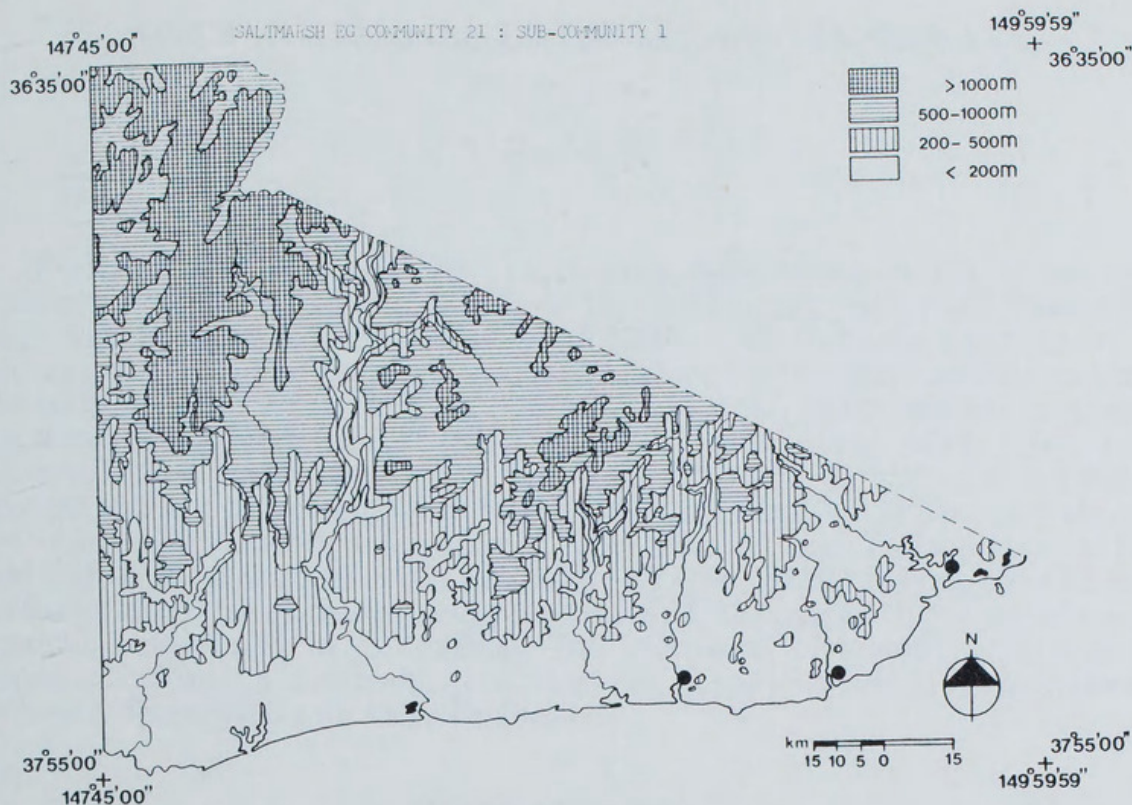 SALTMARSH EG COMMUNITY 21 : SUB-COMMUNITY 1
147°45'00"
36°35'00"
149°59'59"
36°35'00"
>1000m
500-1000m
200-500m
< 200m
N
km
15 10 5 0 15
37°55'00"
147°45'00"
37°55'00"
149°59'59"